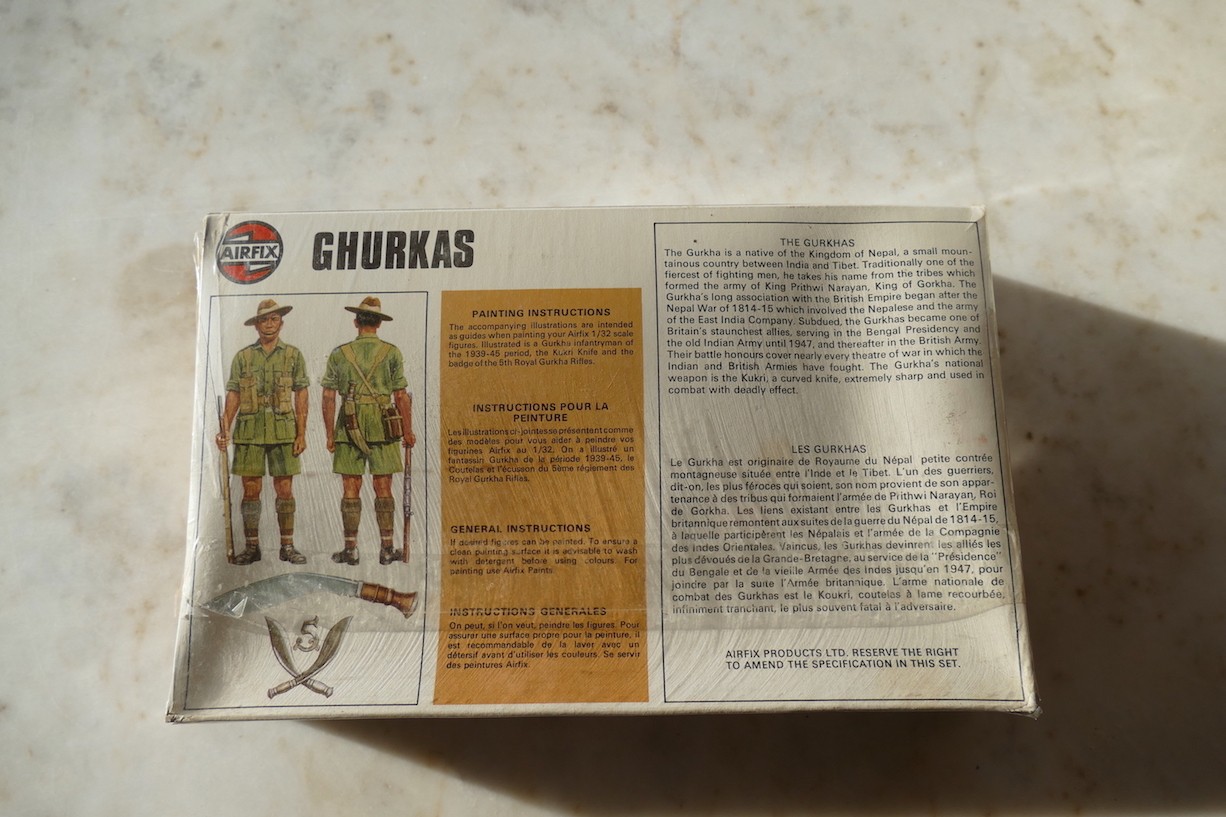 AIRFIX
GHURKAS
PAINTING INSTRUCTIONS
The accompanying illustrations are intended
as guides when painting your Airfix 1/32 scale
figures. Illustrated is a Gurkha infantryman of
the 1939-45 period, the Kukri Knife and the
badge of the 5th Royal Gurkha Rifles.
INSTRUCTIONS POUR LA
PEINTURE
Les illustrations ci-jointes se présentent comme
des modèles pour vous aider à peindre vos
figurines Airfix au 1/32. On a illustré un
fantassin Gurkha de la période 1939-45, le
Coutelas et l'écusson du 5ème régiment des
Royal Gurkha Rifles.
GENERAL INSTRUCTIONS
If desired figures can be painted. To ensure a
clean painting surface it is advisable to wash
with detergent before using colours. For
painting use Airfix Paints
INSTRUCTIONS GENERALES
On peut, si l'on veut, peindre les figures. Pour
assurer une surface propre pour la peinture, il
est recommandable de la laver avec un
détersif avant d'utiliser les couleurs. Se servir
des peintures Airfix.
5
THE GURKHAS
The Gurkha is a native of the Kingdom of Nepal, a small moun-
tainous country between India and Tibet. Traditionally one of the
fiercest of fighting men, he takes his name from the tribes which
formed the army of King Prithwi Narayan, King of Gorkha. The
Gurkha's long association with the British Empire began after the
Nepal War of 1814-15 which involved the Nepalese and the army
of the East India Company. Subdued, the Gurkhas became one of
Britain's staunchest allies, serving in the Bengal Presidency and
the old Indian Army until 1947, and thereafter in the British Army.
Their battle honours cover nearly every theatre of war in which the
Indian and British Armies have fought. The Gurkha's national
weapon is the Kukri, a curved knife, extremely sharp and used in
combat with deadly effect.
LES GURKHAS
Le Gurkha est originaire de Royaume du Népal petite contrée
montagneuse située entre l'Inde et le Tibet. L'un des guerriers,
dit-on, les plus féroces qui soient, son nom provient de son appar-
tenance à des tribus qui formaient l'armée de Priithwi Narayan, Roi
de Gorkha. Les liens existant entre les Gurkhas et l'Empire
britannique remontent aux suites de la guerre du Népal de 1814-15,
à laquelle participèrent les Népalais et l'armée de la Compagnie
des Indes Orientales. Vaincus, les Gurkhas devinrent les alliés les
plus dévoués de la Grande-Bretagne, au service de la "Présidence"
du Bengale et de la vieille Armée des Indes jusqu'en 1947, pour
joindre par la suite l'Armée britannique. L'arme nationale de
combat des Gurkhas est le Koukri, coutelas à lame recourbée,
infiniment tranchant, le plus souvent fatal à l'adversaire.
AIRFIX PRODUCTS LTD. RESERVE THE RIGHT
TO AMEND THE SPECIFICATION IN THIS SET.